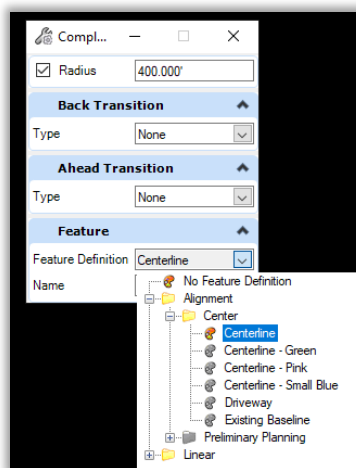 Compl...
Radius 400.000'
Back Transition
Type None
Ahead Transition
Type None
Feature
Feature Definition Centerline
Name
No Feature Definition
Alignment
Center
Centerline
Centerline - Green
Centerline - Pink
Centerline - Small Blue
Driveway
Existing Baseline
Preliminary Planning
Linear